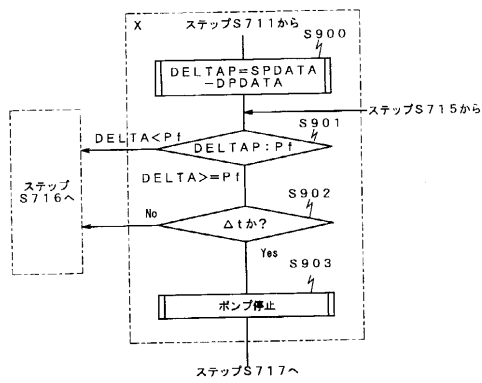 X
ステップS711から
S900
DELTAP=SPDATA
-DPDATA
ステップS715から
S901
DELTA<Pf
DELTAP:Pf
ステップ
S716へ
DELTA>=Pf
S902
No
Δtか?
Yes
S903
ポンプ停止
ステップS717へ